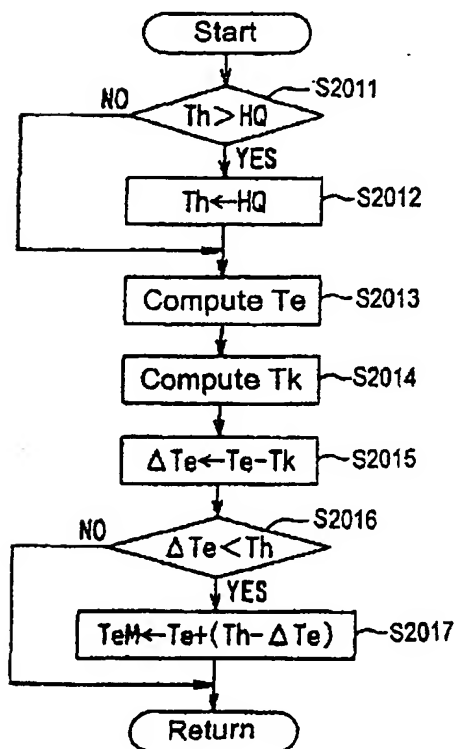 Start
S2011
NO
Th>HQ
YES
Th←HQ
S2012
Compute Te
S2013
Compute Tk
S2014
ΔTe←Te-Tk
S2015
S2016
NO
ΔTe<Th
YES
TeM←Te+(Th-ΔTe)
S2017
Return